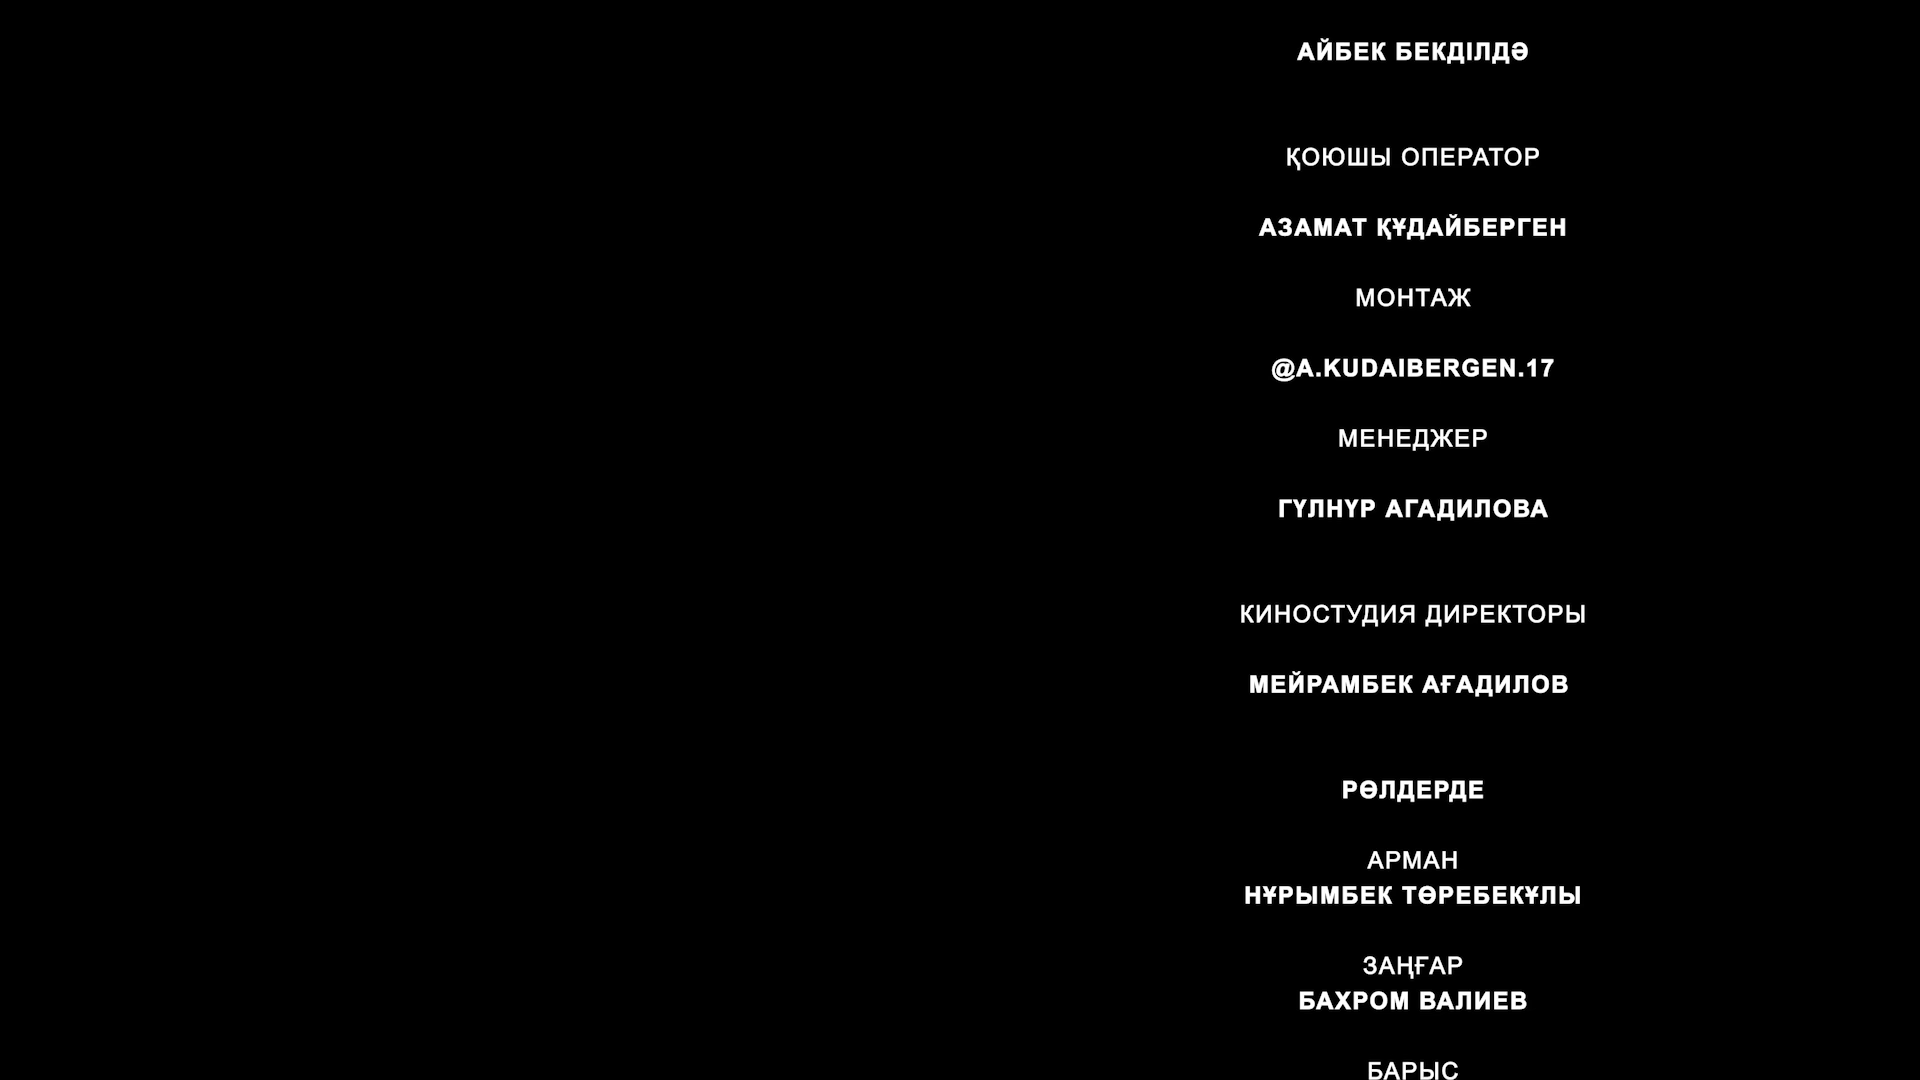 АЙБЕК БЕКДІЛДӘ
ҚОЮШЫ ОПЕРАТОР
АЗАМАТ ҚҰДАЙБЕРГЕН
МОНТАЖ
@A.KUDAIBERGEN.17
МЕНЕДЖЕР
ГҮЛНҮР АГАДИЛОВА
КИНОСТУДИЯ ДИРЕКТОРЫ
МЕЙРАМБЕК АҒАДИЛОВ
РӨЛДЕРДЕ
АРМАН
НҰРЫМБЕК ТӨРЕБЕКҰЛЫ
ЗАҢҒАР
БАХРОМ ВАЛИЕВ
БАРЫС